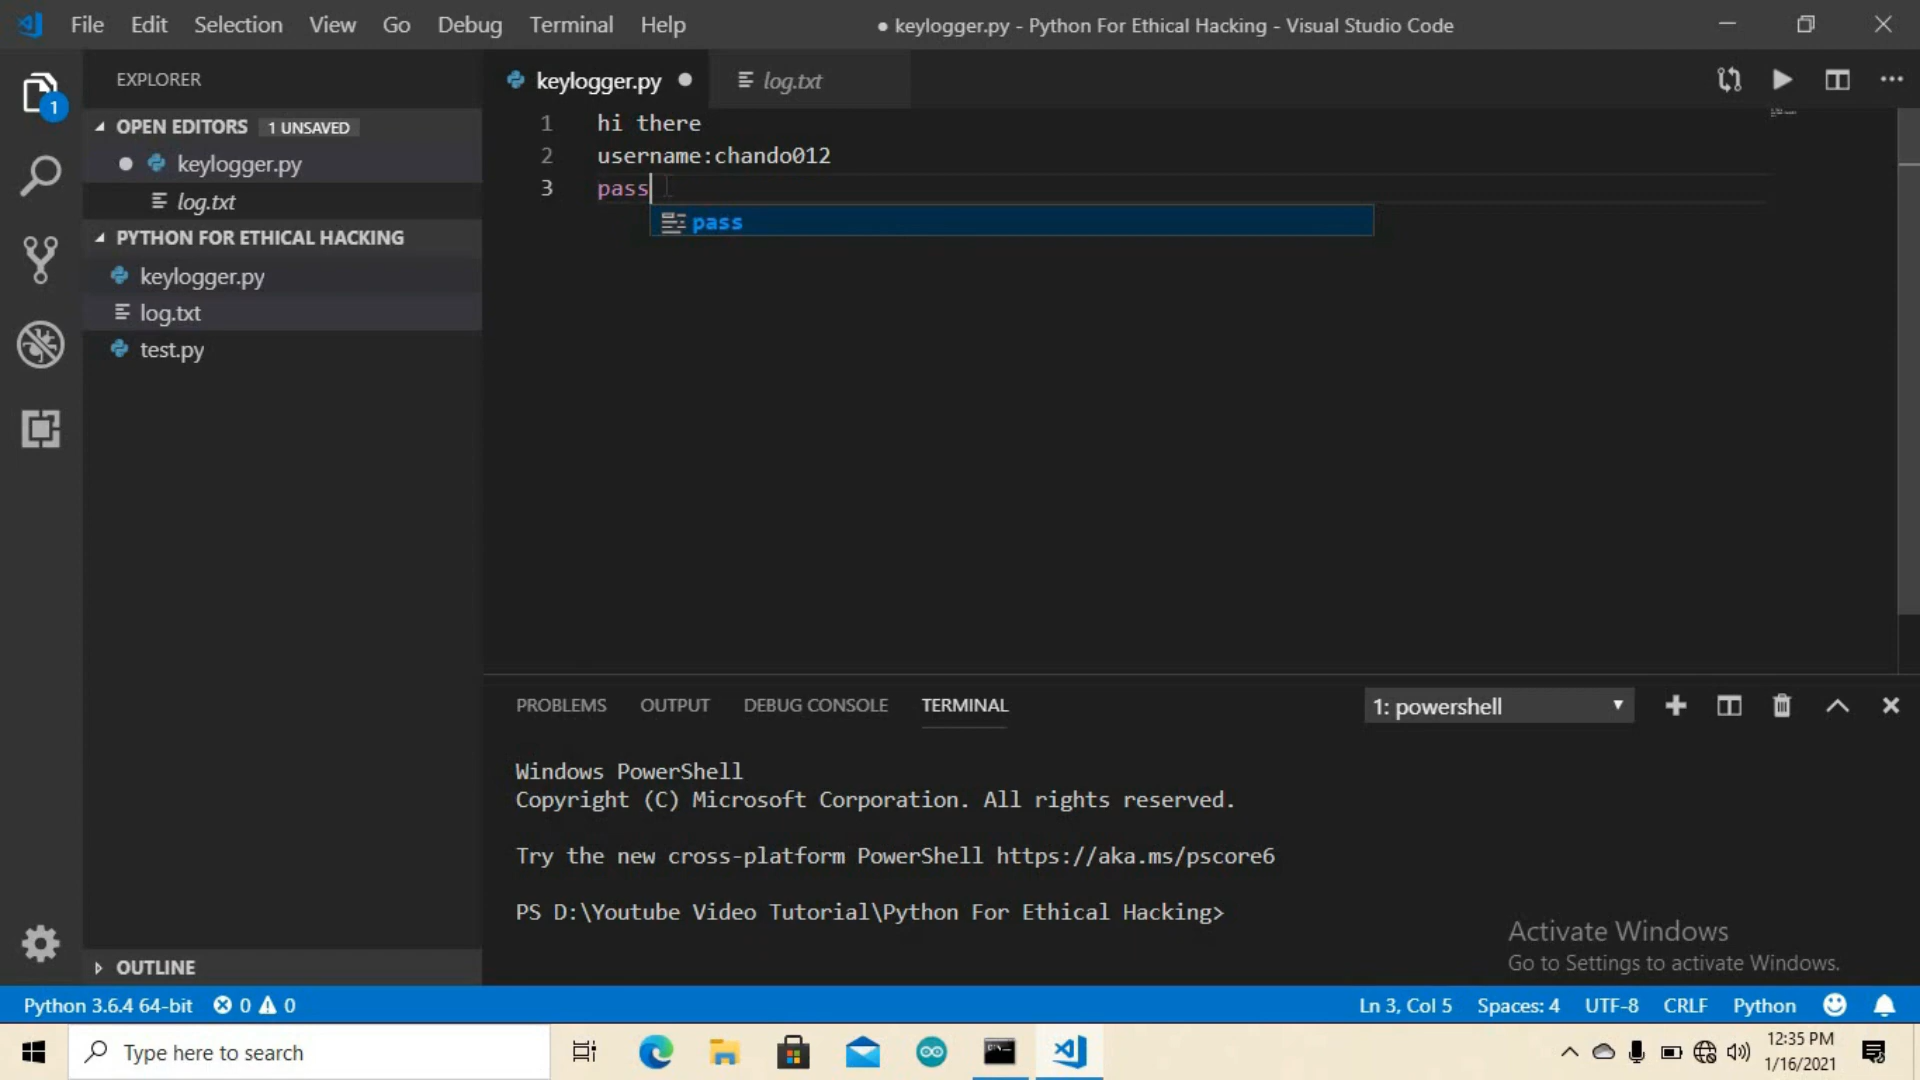 File Edit Selection View Go Debug Terminal Help
● keylogger.py - Python For Ethical Hacking - Visual Studio Code
EXPLORER
1
OPEN EDITORS 1 UNSAVED
keylogger.py
log.txt
PYTHON FOR ETHICAL HACKING
keylogger.py
log.txt
test.py
OUTLINE
keylogger.py
log.txt
1 hi there
2 username:chando012
3 pass
pass
PROBLEMS OUTPUT DEBUG CONSOLE TERMINAL
1: powershell
Windows PowerShell
Copyright (C) Microsoft Corporation. All rights reserved.
Try the new cross-platform PowerShell https://aka.ms/pscore6
PS D:\Youtube Video Tutorial\Python For Ethical Hacking>
Activate Windows
Go to Settings to activate Windows.
Python 3.6.4 64-bit 0 0
Ln 3, Col 5 Spaces: 4 UTF-8 CRLF Python
Type here to search
12:35 PM
1/16/2021